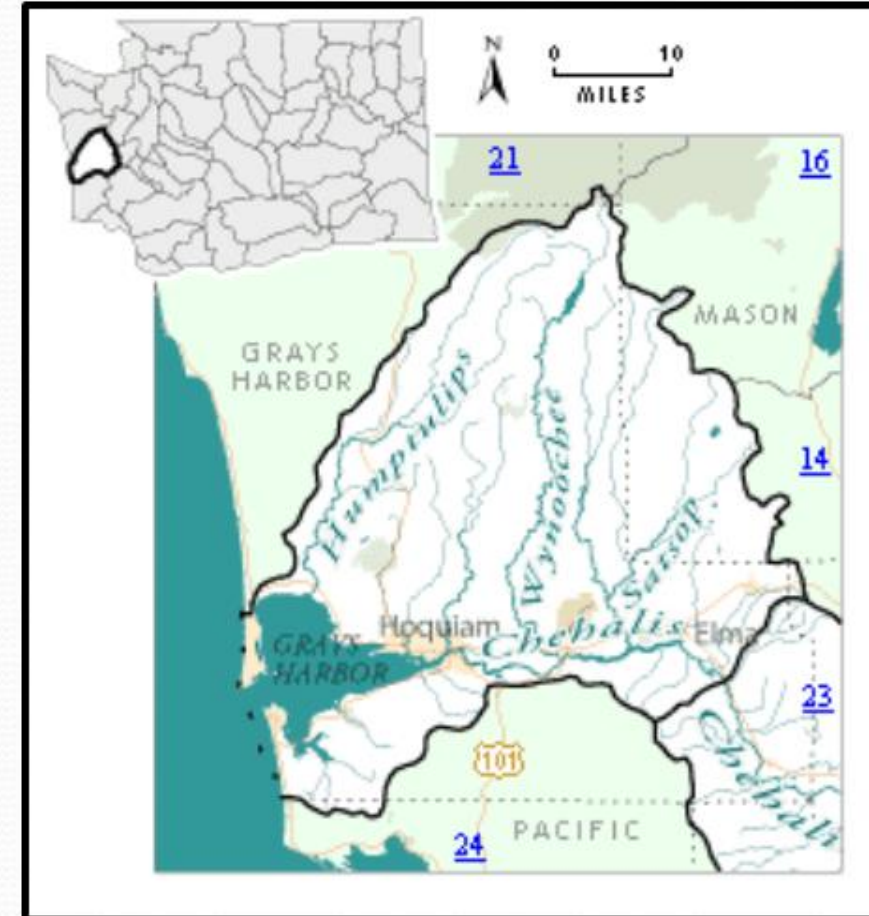 N
0 10
MILES
21
16
MASON
GRAYS
HARBOR
Humptulips
Wynoochee
14
Satsop
Hoquiam
Chehalis
Elma
GRAYS
HARBOR
23
Chehali
101
PACIFIC
24